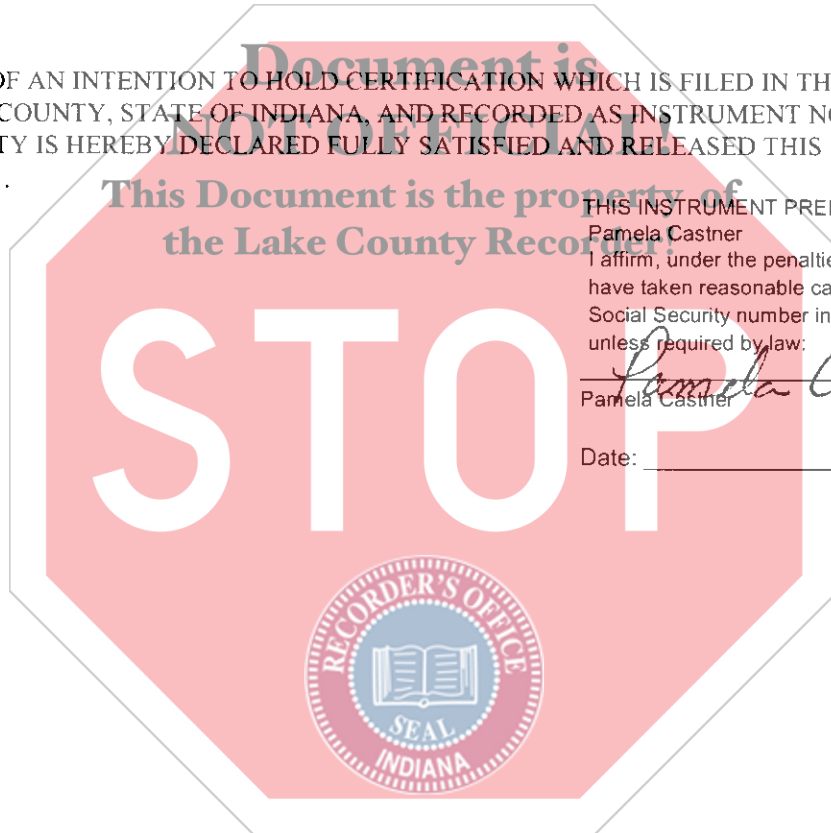 Document is
OF AN INTENTION TO HOLD CERTIFICATION WHICH IS FILED IN TH
COUNTY, STATE OF INDIANA, AND RECORDED AS INSTRUMENT NO
NOT OFFICIAL!
TY IS HEREBY DECLARED FULLY SATISFIED AND RELEASED THIS
.
This Document is the property of
the Lake County Recorder!
THIS INSTRUMENT PREP
Pamela Castner
I affirm, under the penaltie
have taken reasonable ca
Social Security number in
unless required by law:
Pamela C
Pamela Castner
Date:
STOP
RECORDER'S OFFICE
SEAL
INDIANA